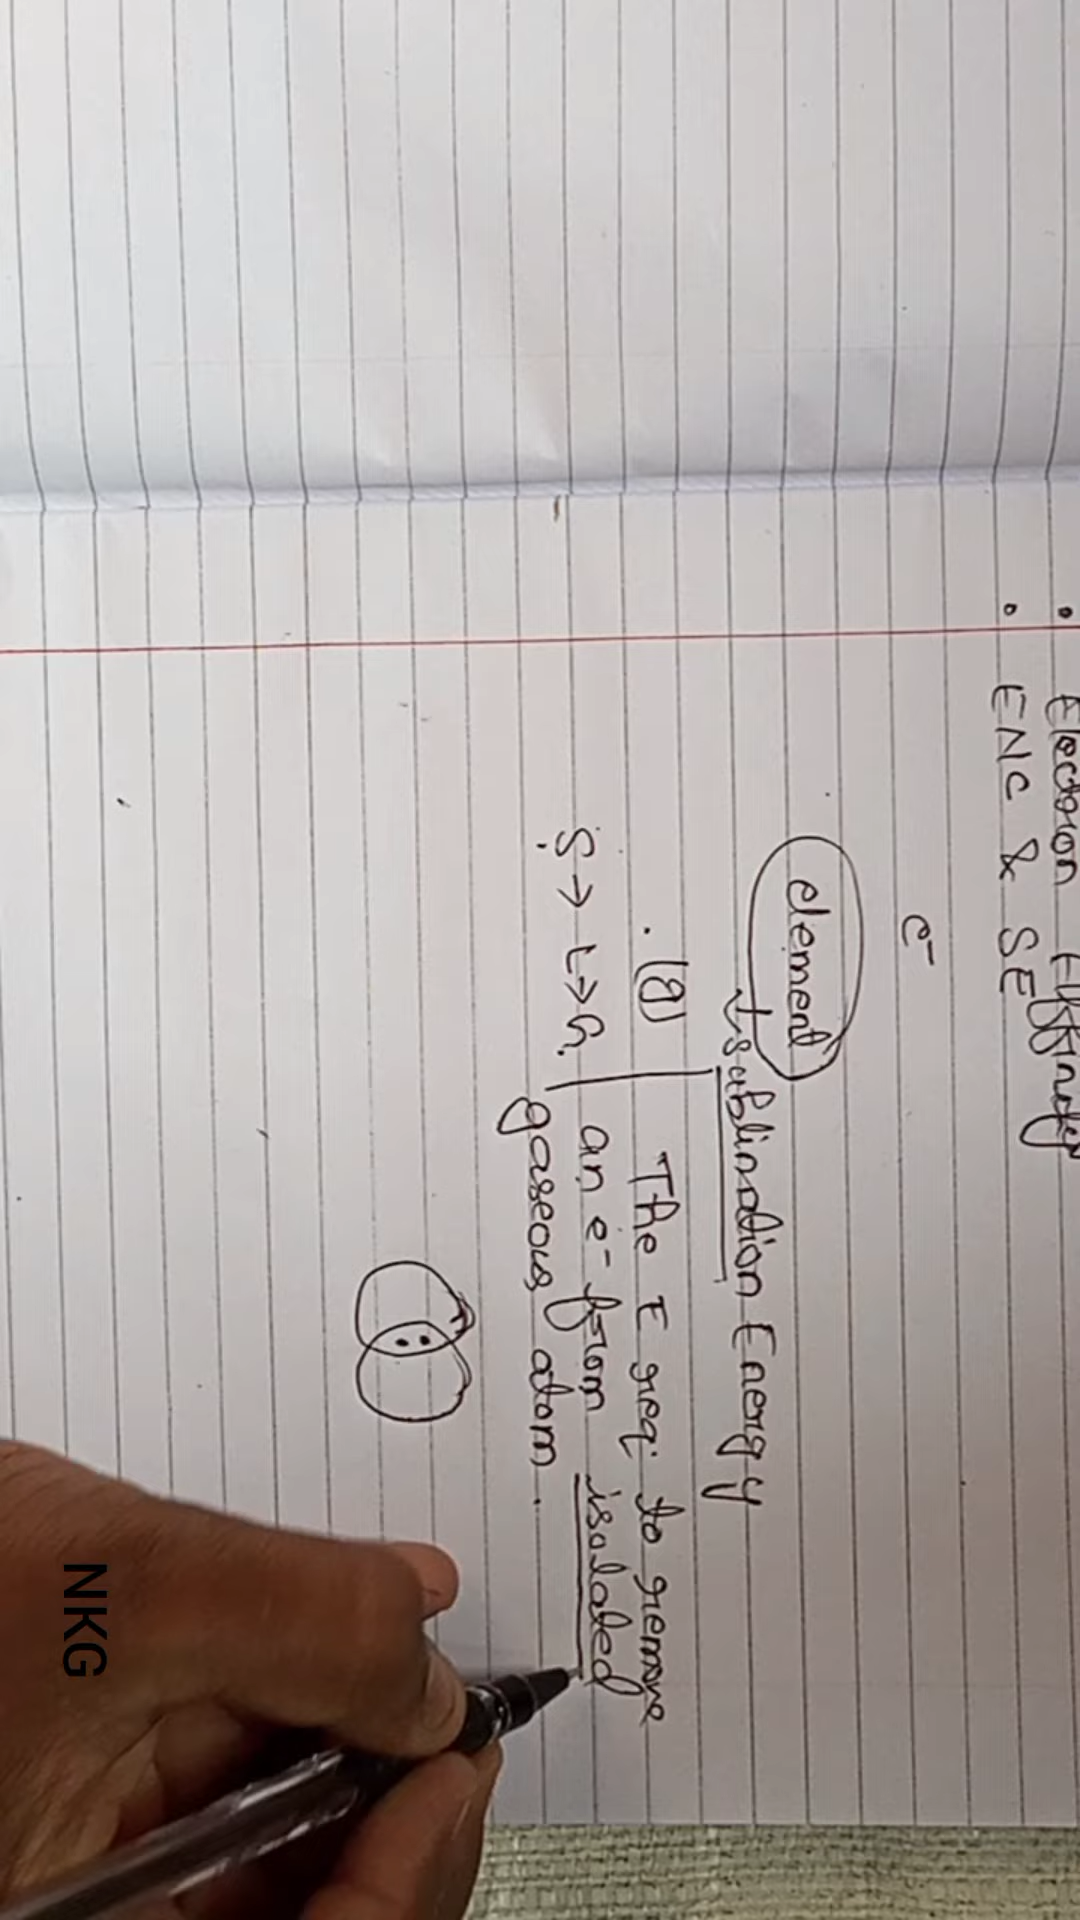 • Electron Affinity
• ENC & SE
e⁻
element
↓ sublimation Energy
. (g)
The E req. to remove
S → L → G.
an e⁻ from isolated
gaseous atom.
NKG